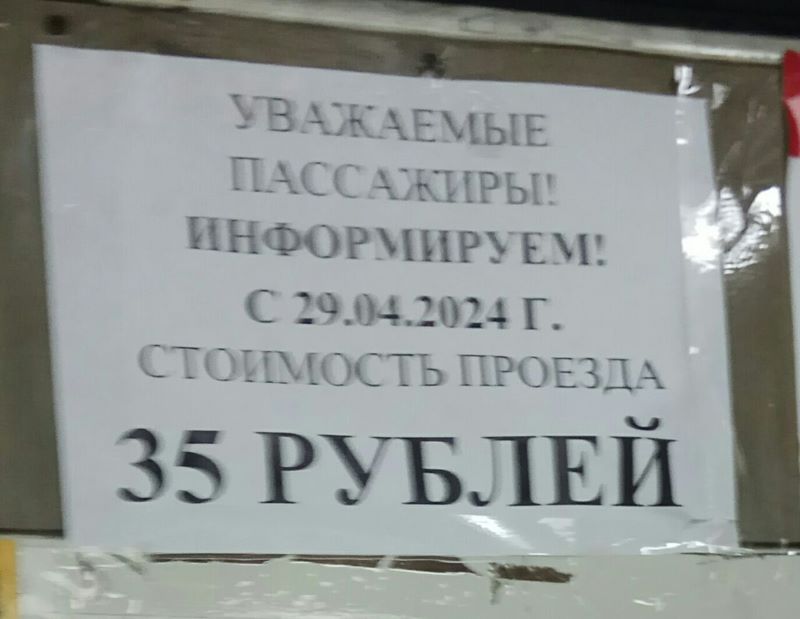 УВАЖАЕМЫЕ
ПАССАЖИРЫ!
ИНФОРМИРУЕМ!
С 29.04.2024 Г.
СТОИМОСТЬ ПРОЕЗДА
35 РУБЛЕЙ